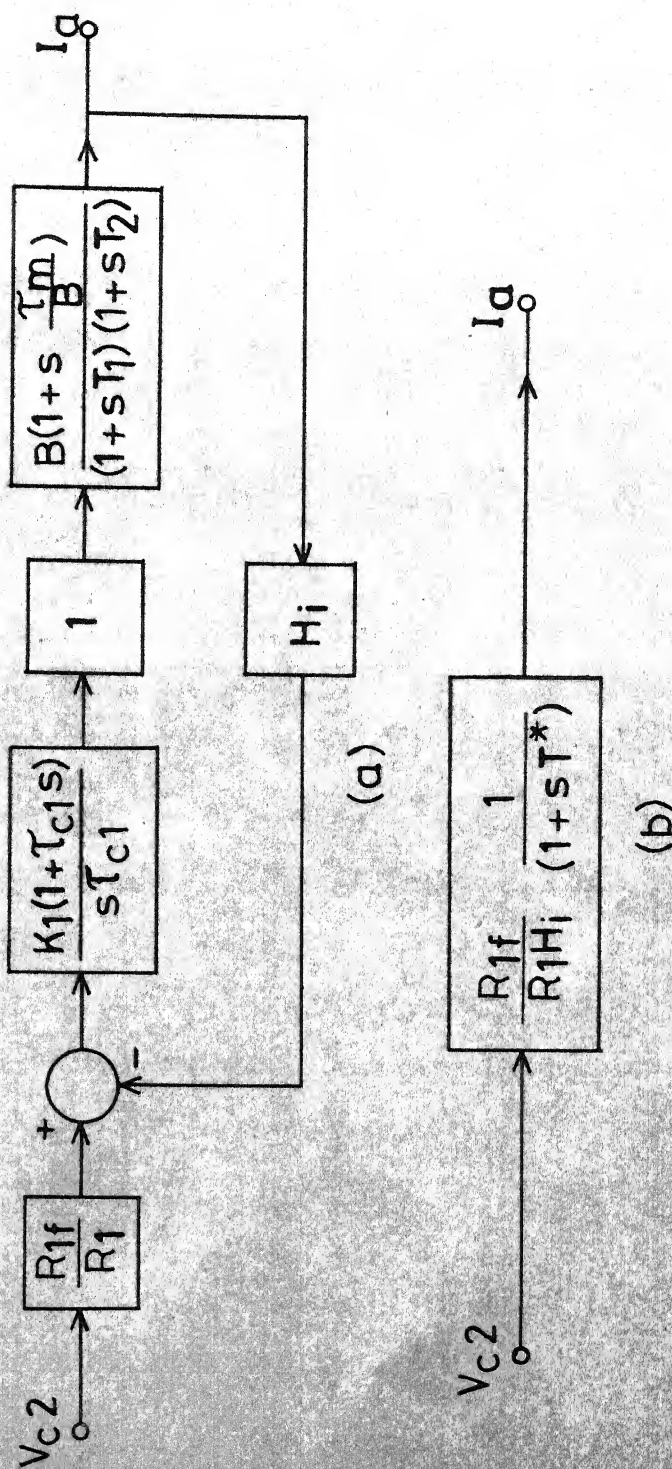 Vc2
R1f
R1
+
-
K1(1+τc1s)
sτc1
1
B(1+s τm/B)
(1+sT1)(1+sT2)
Ia
Hi
(a)
Vc2
R1f 1
R1Hi (1+sT*)
Ia
(b)